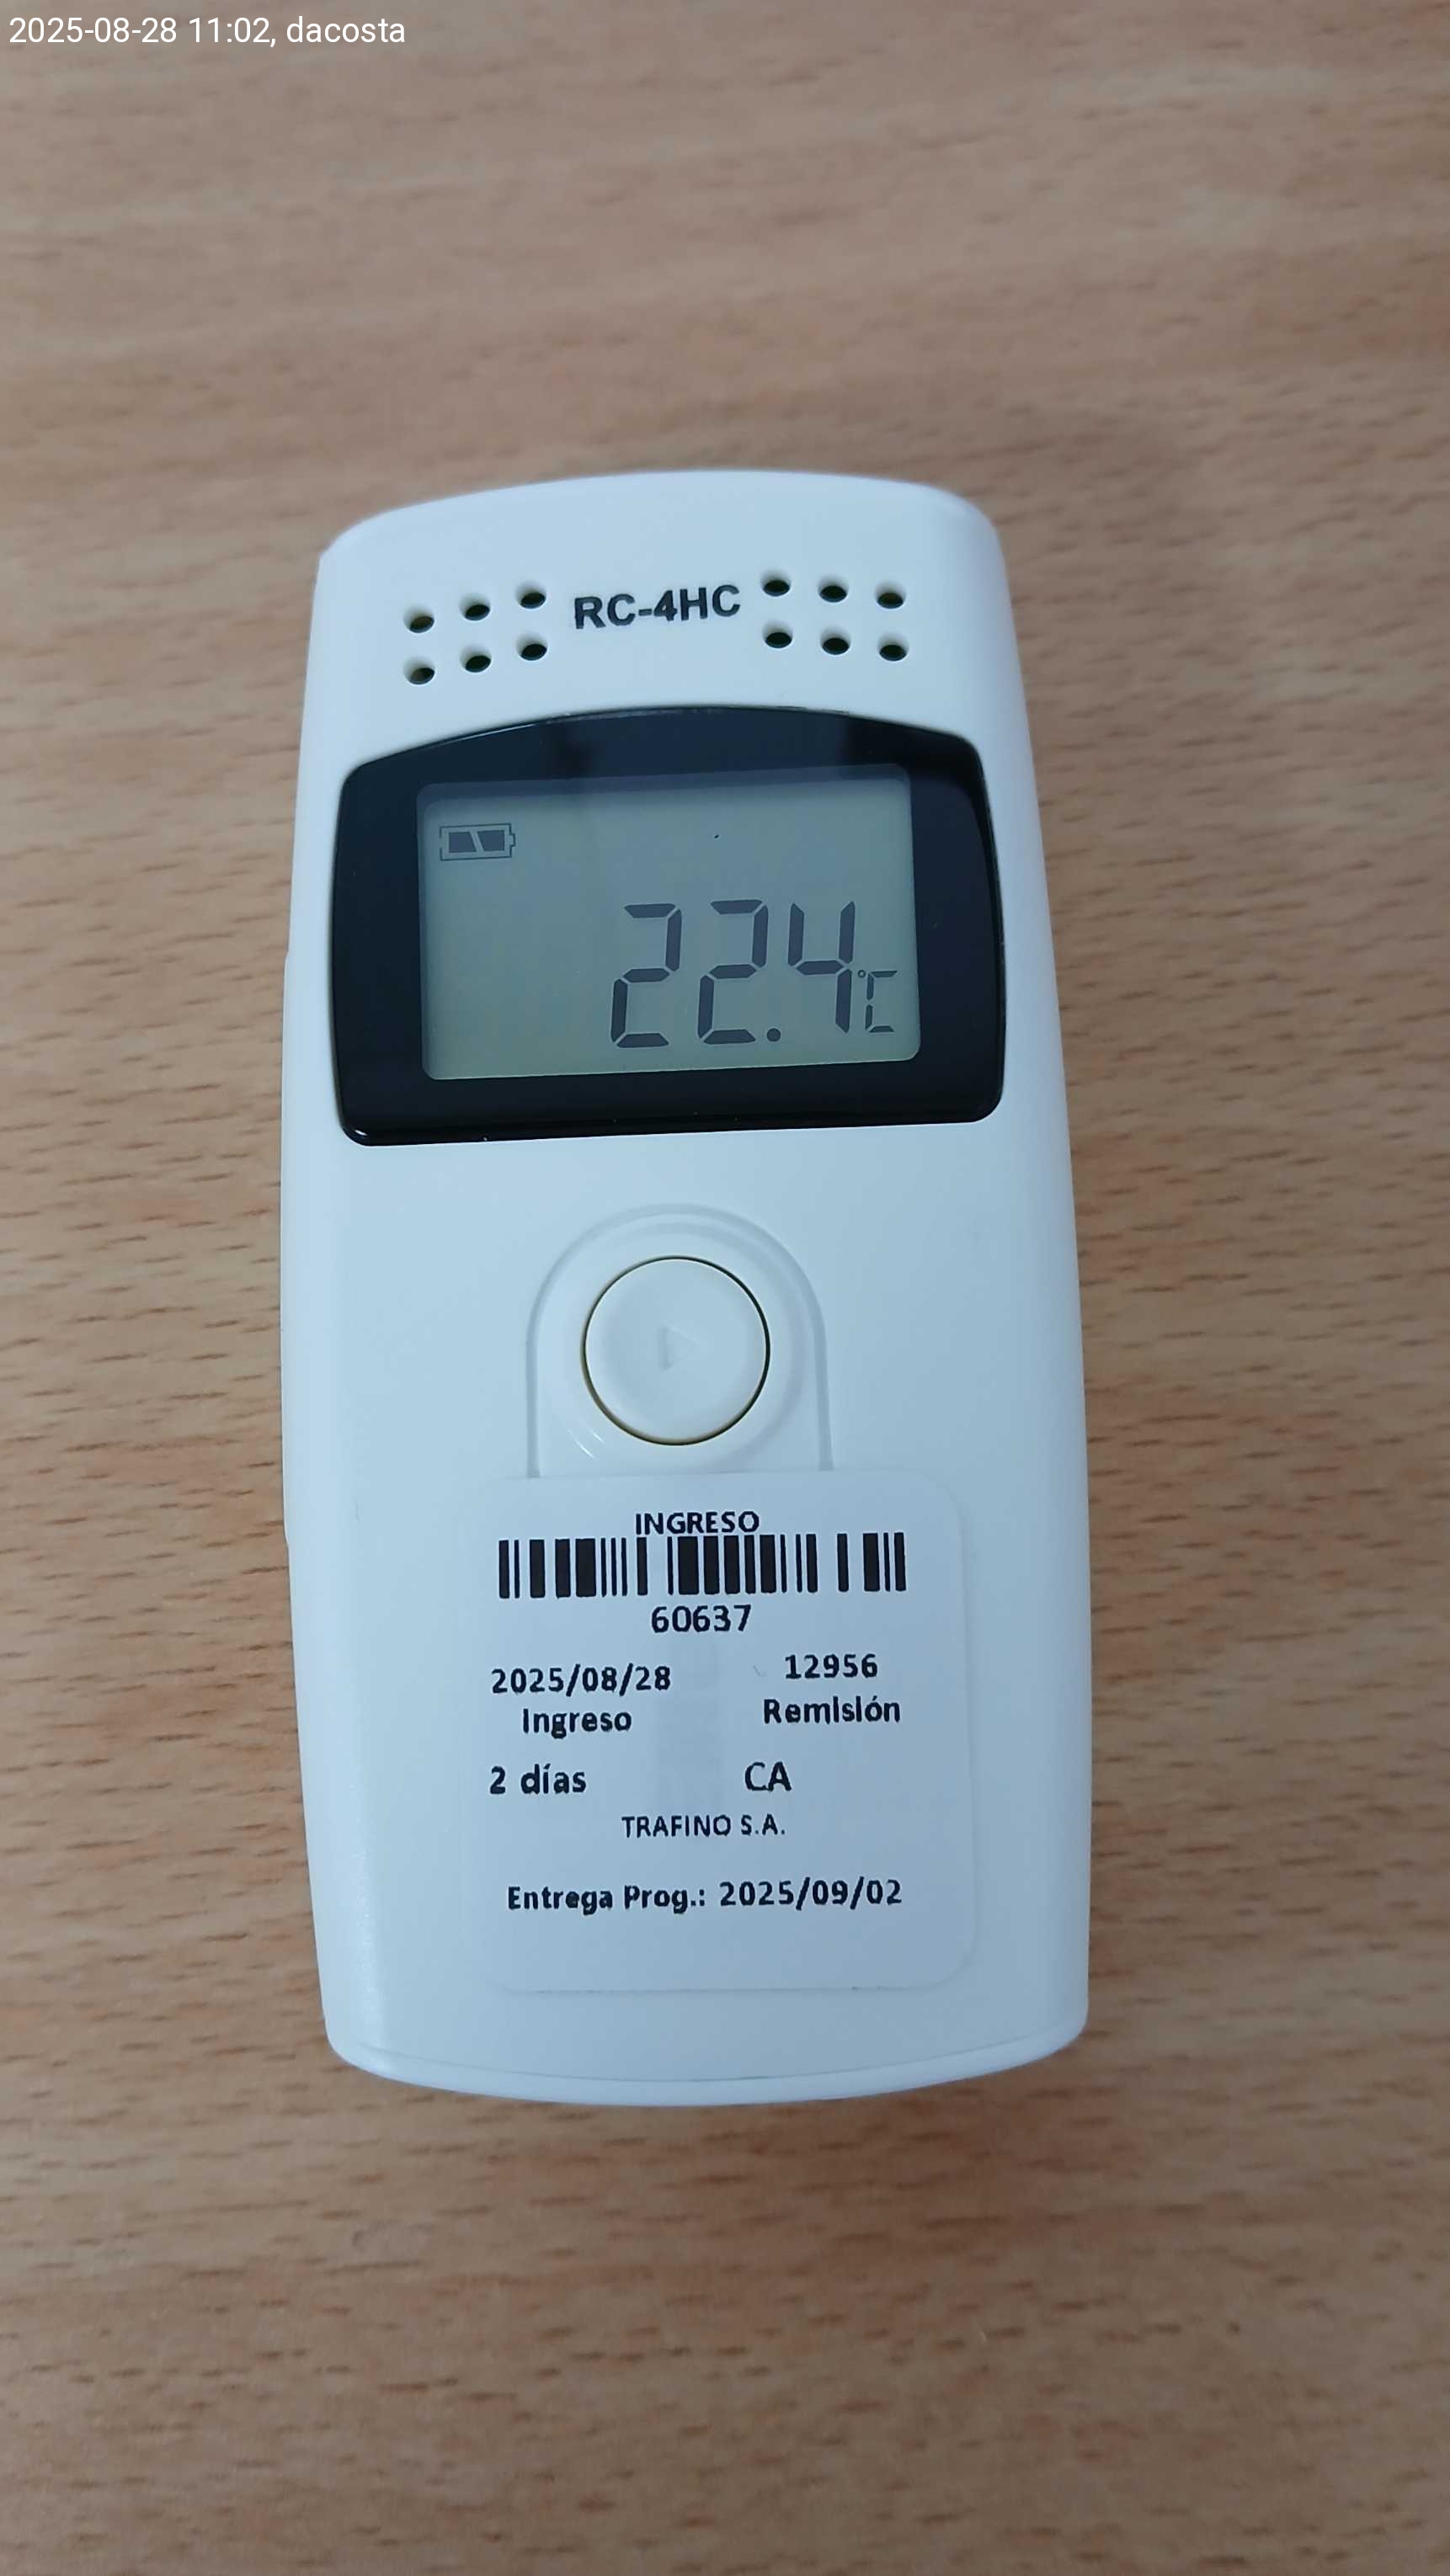 2025-08-28 11:02, dacosta
RC-4HC
22.4℃
INGRESO
60637
2025/08/28 12956
Ingreso Remisión
2 días CA
TRAFINO S.A.
Entrega Prog.: 2025/09/02